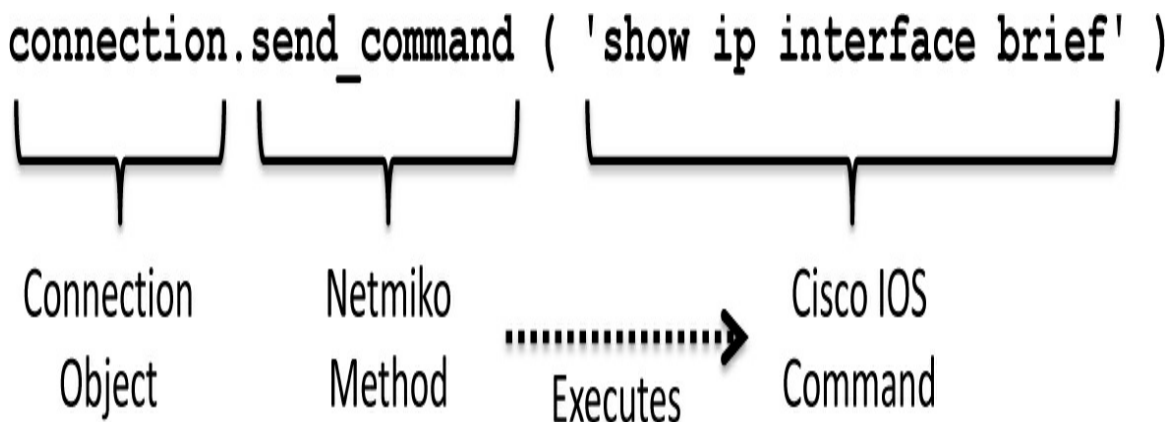 connection.send_command ( 'show ip interface brief' )
Connection
Object
Netmiko
Method
Executes
Cisco IOS
Command